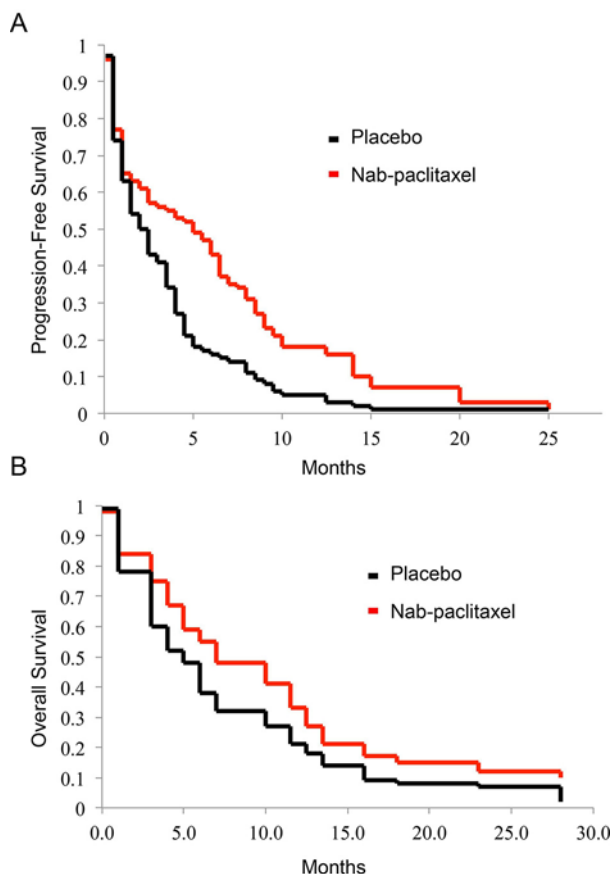 A
Progression-Free Survival
1
0.9
0.8
0.7
0.6
0.5
0.4
0.3
0.2
0.1
0
Placebo
Nab-paclitaxel
0 5 10 15 20 25
Months
B
Overall Survival
1
0.9
0.8
0.7
0.6
0.5
0.4
0.3
0.2
0.1
0
Placebo
Nab-paclitaxel
0.0 5.0 10.0 15.0 20.0 25.0 30.0
Months